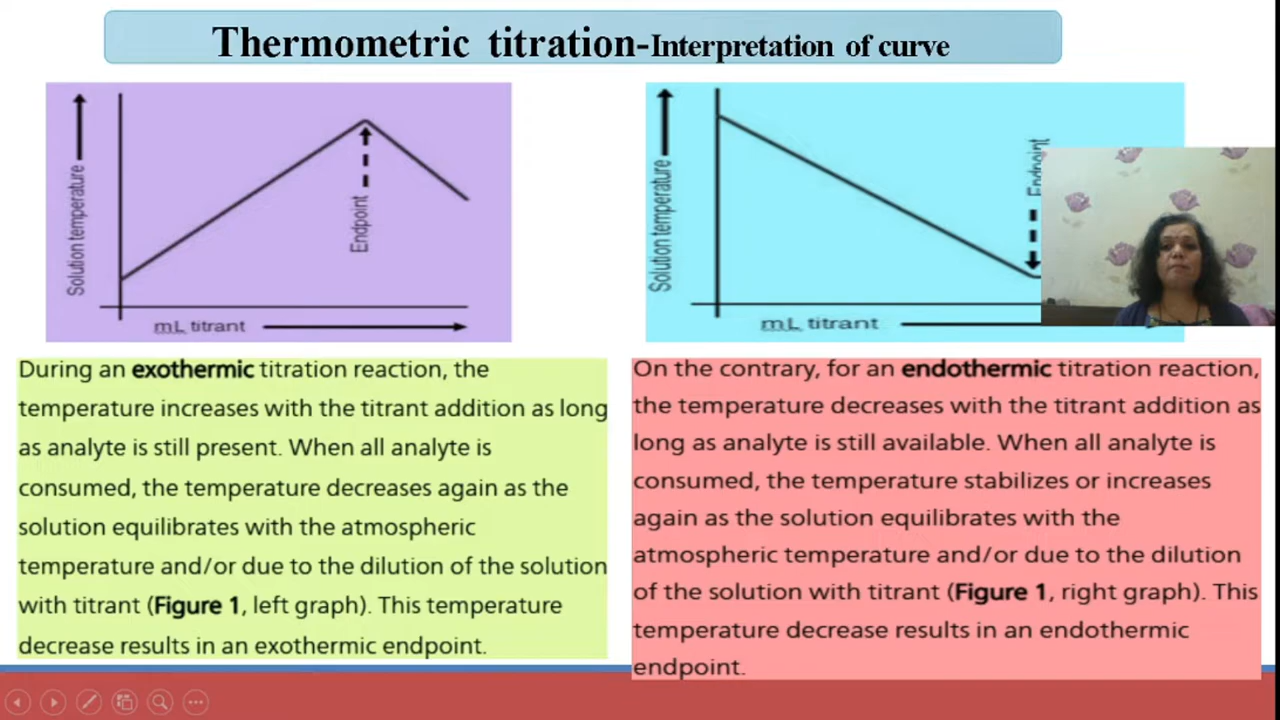 Thermometric titration-Interpretation of curve
Solution temperature
Endpoint
mL titrant
Solution temperature
Endpoint
mL titrant
During an exothermic titration reaction, the
temperature increases with the titrant addition as long
as analyte is still present. When all analyte is
consumed, the temperature decreases again as the
solution equilibrates with the atmospheric
temperature and/or due to the dilution of the solution
with titrant (Figure 1, left graph). This temperature
decrease results in an exothermic endpoint.
On the contrary, for an endothermic titration reaction,
the temperature decreases with the titrant addition as
long as analyte is still available. When all analyte is
consumed, the temperature stabilizes or increases
again as the solution equilibrates with the
atmospheric temperature and/or due to the dilution
of the solution with titrant (Figure 1, right graph). This
temperature decrease results in an endothermic
endpoint.